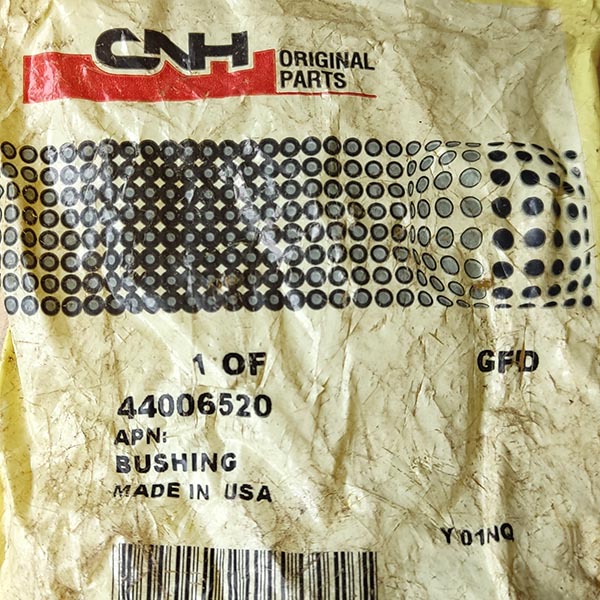 CNH
ORIGINAL
PARTS
1 OF
GFD
44006520
APN:
BUSHING
MADE IN USA
Y01NQ